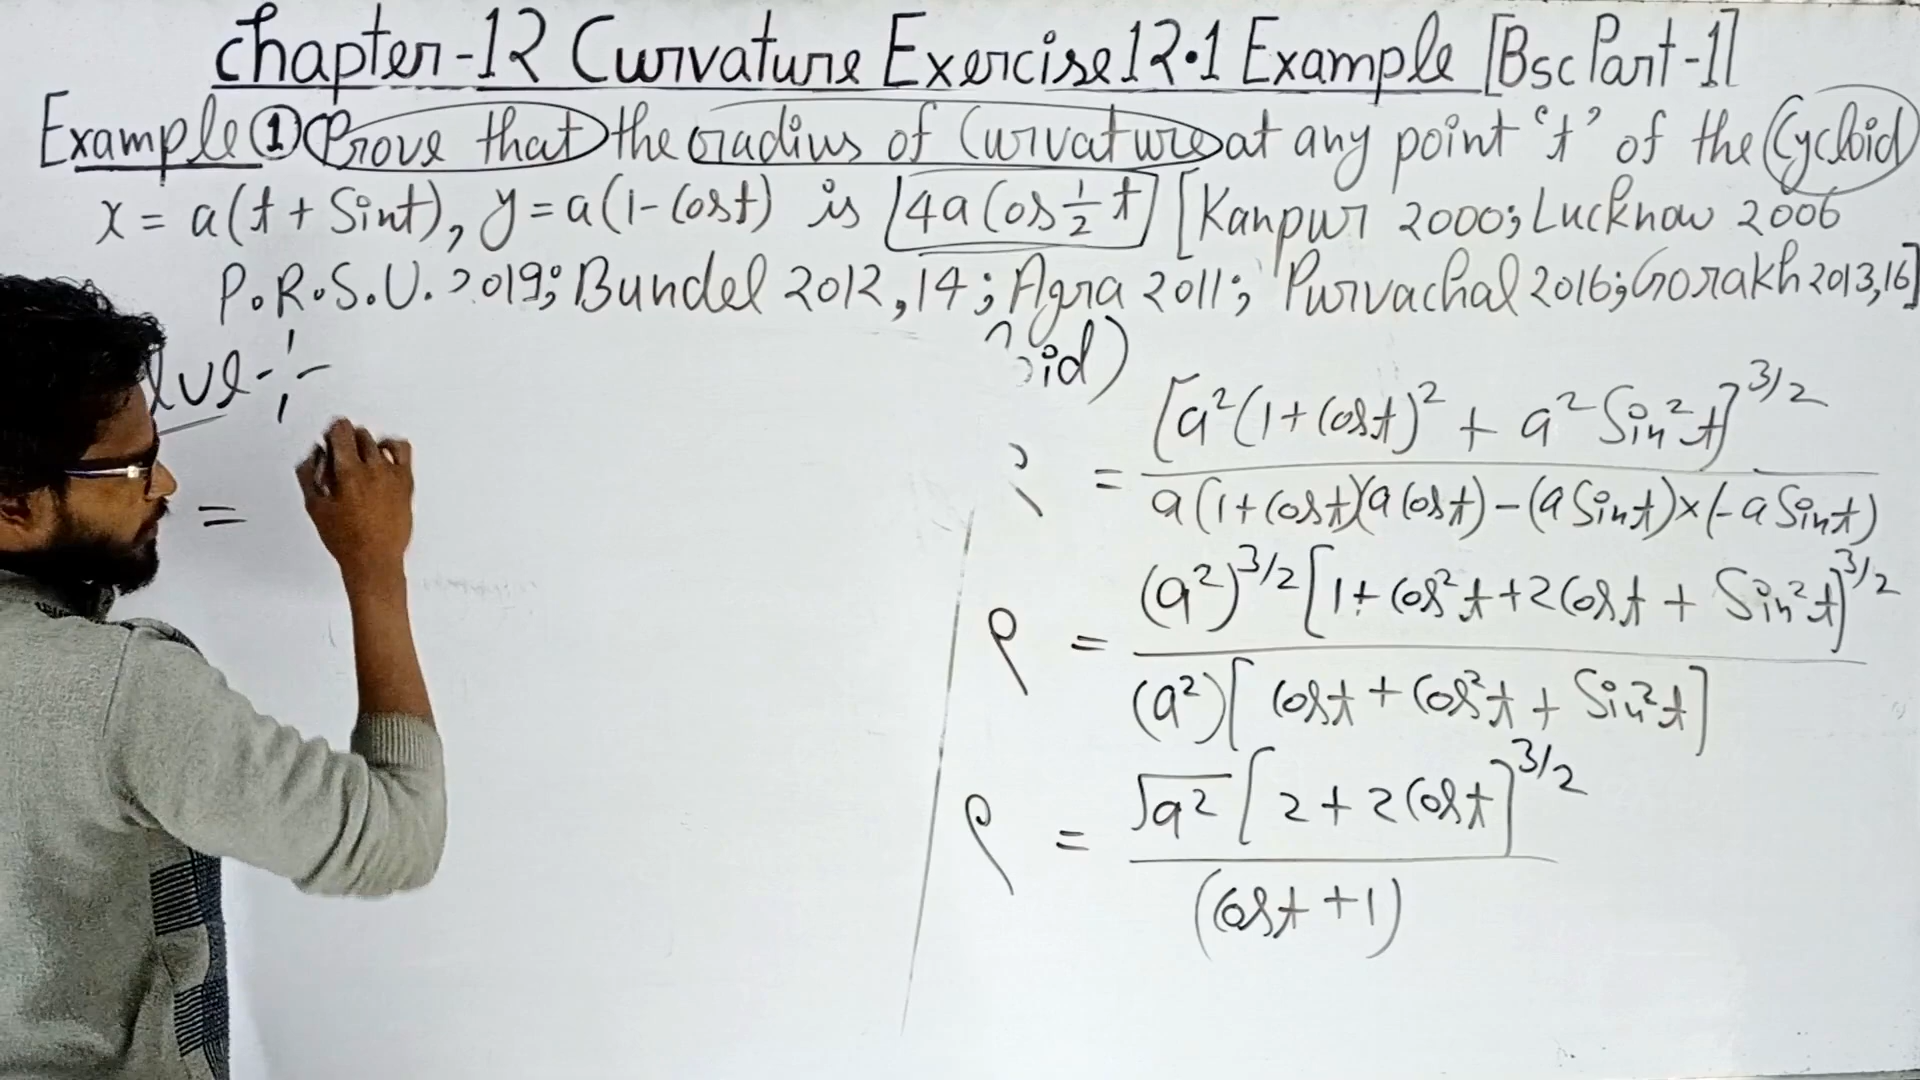 Chapter-12 Curvature Exercise 12.1 Example [Bsc Part-1]
Example ① Prove that the radius of Curvature at any point 't' of the Cycloid
x = a(t + Sint), y = a(1 - Cost) is 4a Cos 1/2 t [Kanpur 2000; Lucknow 2006
P.R.S.U. 2019; Bundel 2012, 14; Agra 2011; Purvachal 2016; Gorakh 2013, 16]
lve :-
=
id)
= [a²(1+Cost)² + a² Sin²t]^3/2 / a(1+Cost)(a Cost) - (a Sint)×(-a Sint)
ρ = (a²)^3/2 [1 + Cos²t + 2Cost + Sin²t]^3/2 / (a²)[Cost + Cos²t + Sin²t]
ρ = √a² [2 + 2Cost]^3/2 / (Cost + 1)